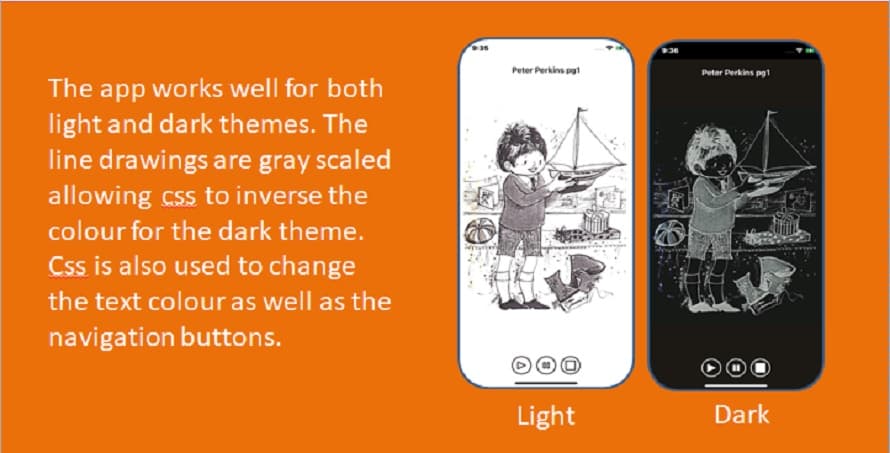 The app works well for both
light and dark themes. The
line drawings are gray scaled
allowing css to inverse the
colour for the dark theme.
Css is also used to change
the text colour as well as the
navigation buttons.
9:36
Peter Perkins pg1
Light
9:36
Peter Perkins pg1
Dark